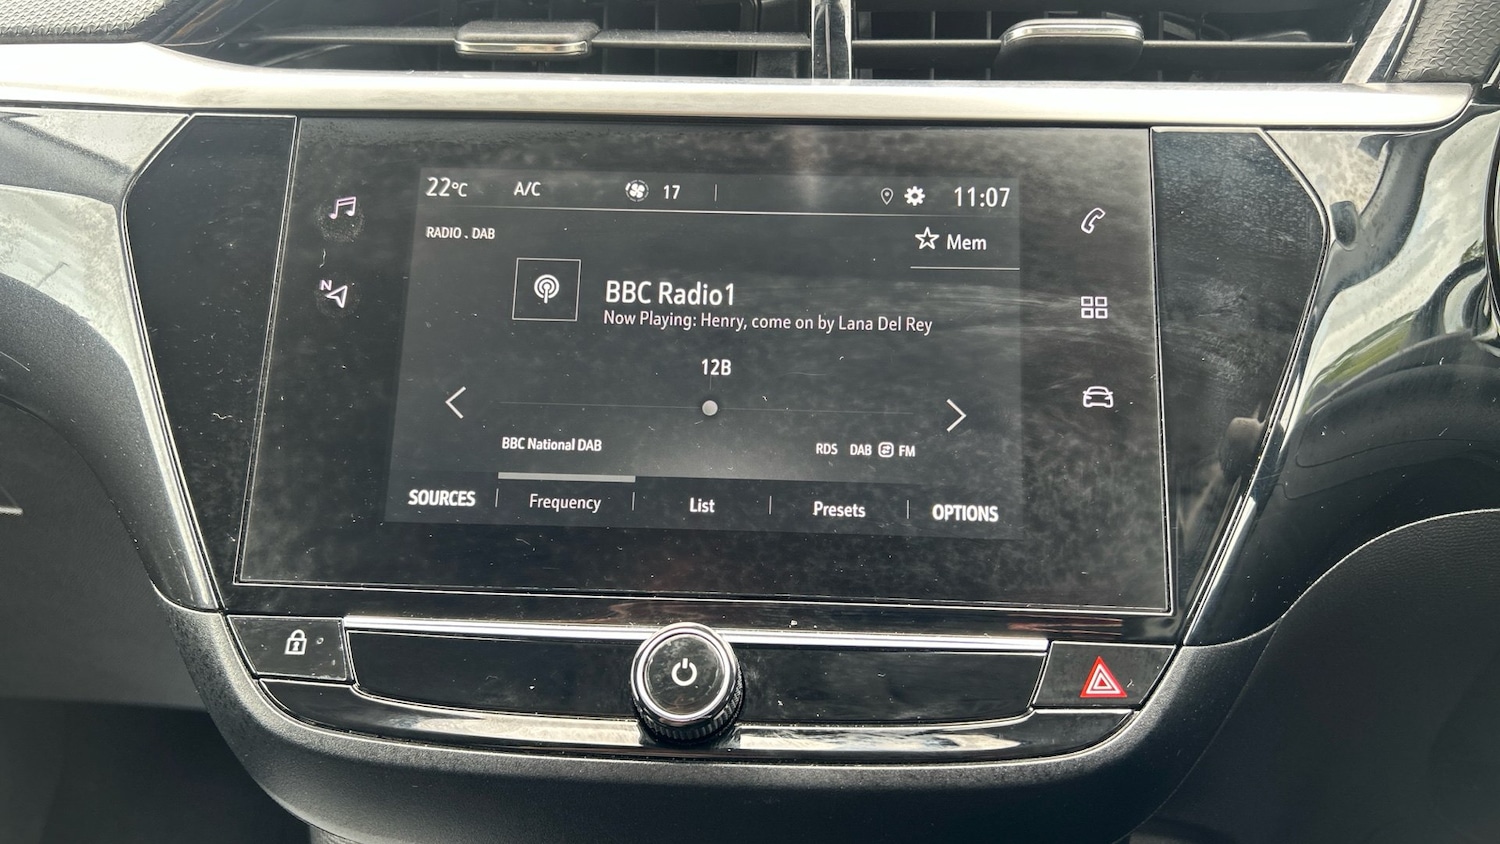 22°C A/C 17 11:07
RADIO . DAB
Mem
N
BBC Radio1
Now Playing: Henry, come on by Lana Del Rey
12B
BBC National DAB RDS DAB FM
SOURCES Frequency List Presets OPTIONS